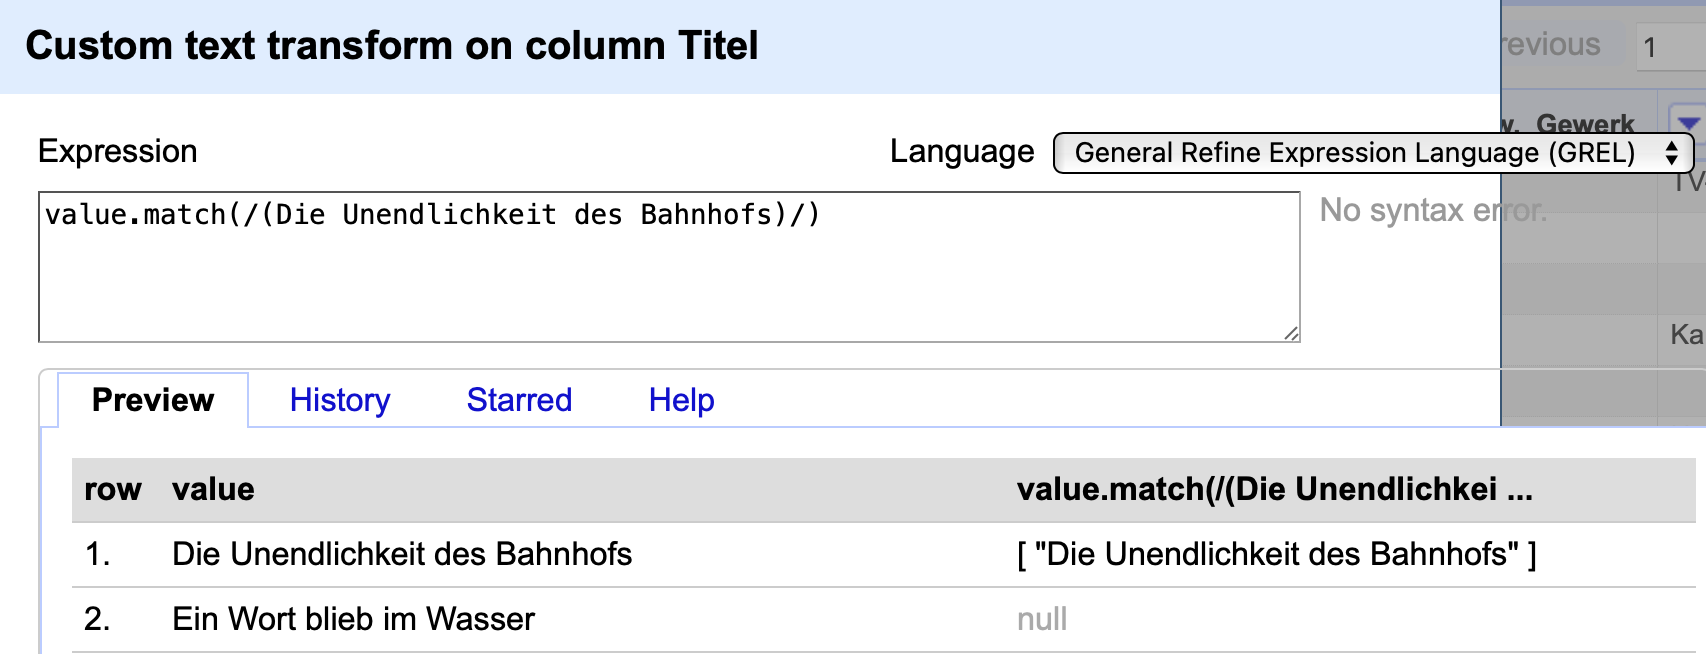 Custom text transform on column Titel
revious 1
Gewerk
Expression Language General Refine Expression Language (GREL)
value.match(/(Die Unendlichkeit des Bahnhofs)/) No syntax error.
Ka
Preview History Starred Help
row value value.match(/(Die Unendlichkei ...
1. Die Unendlichkeit des Bahnhofs [ "Die Unendlichkeit des Bahnhofs" ]
2. Ein Wort blieb im Wasser null